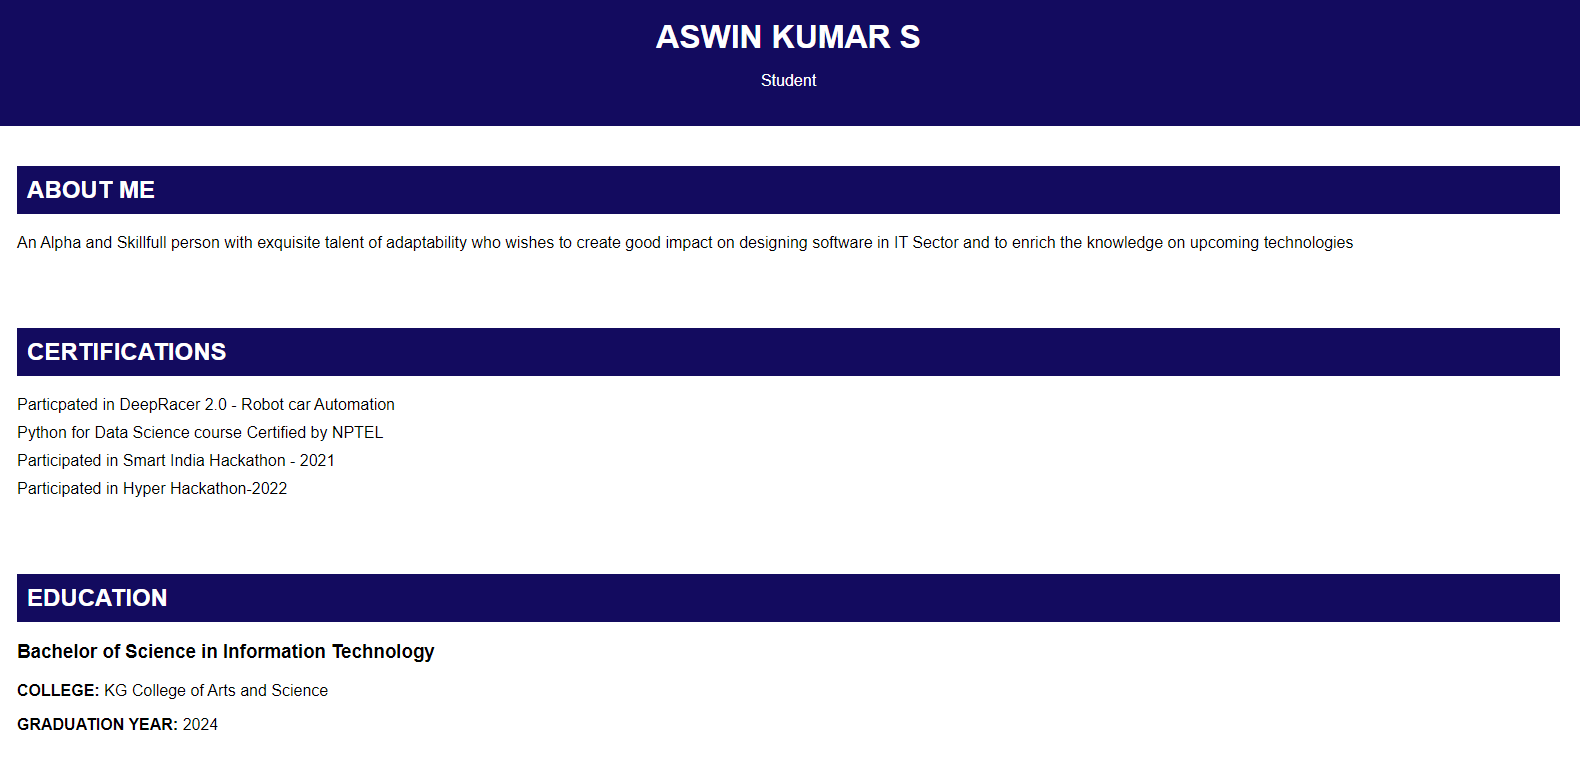 ASWIN KUMAR S
Student
ABOUT ME
An Alpha and Skillfull person with exquisite talent of adaptability who wishes to create good impact on designing software in IT Sector and to enrich the knowledge on upcoming technologies
CERTIFICATIONS
Particpated in DeepRacer 2.0 - Robot car Automation
Python for Data Science course Certified by NPTEL
Participated in Smart India Hackathon - 2021
Participated in Hyper Hackathon-2022
EDUCATION
Bachelor of Science in Information Technology
COLLEGE: KG College of Arts and Science
GRADUATION YEAR: 2024